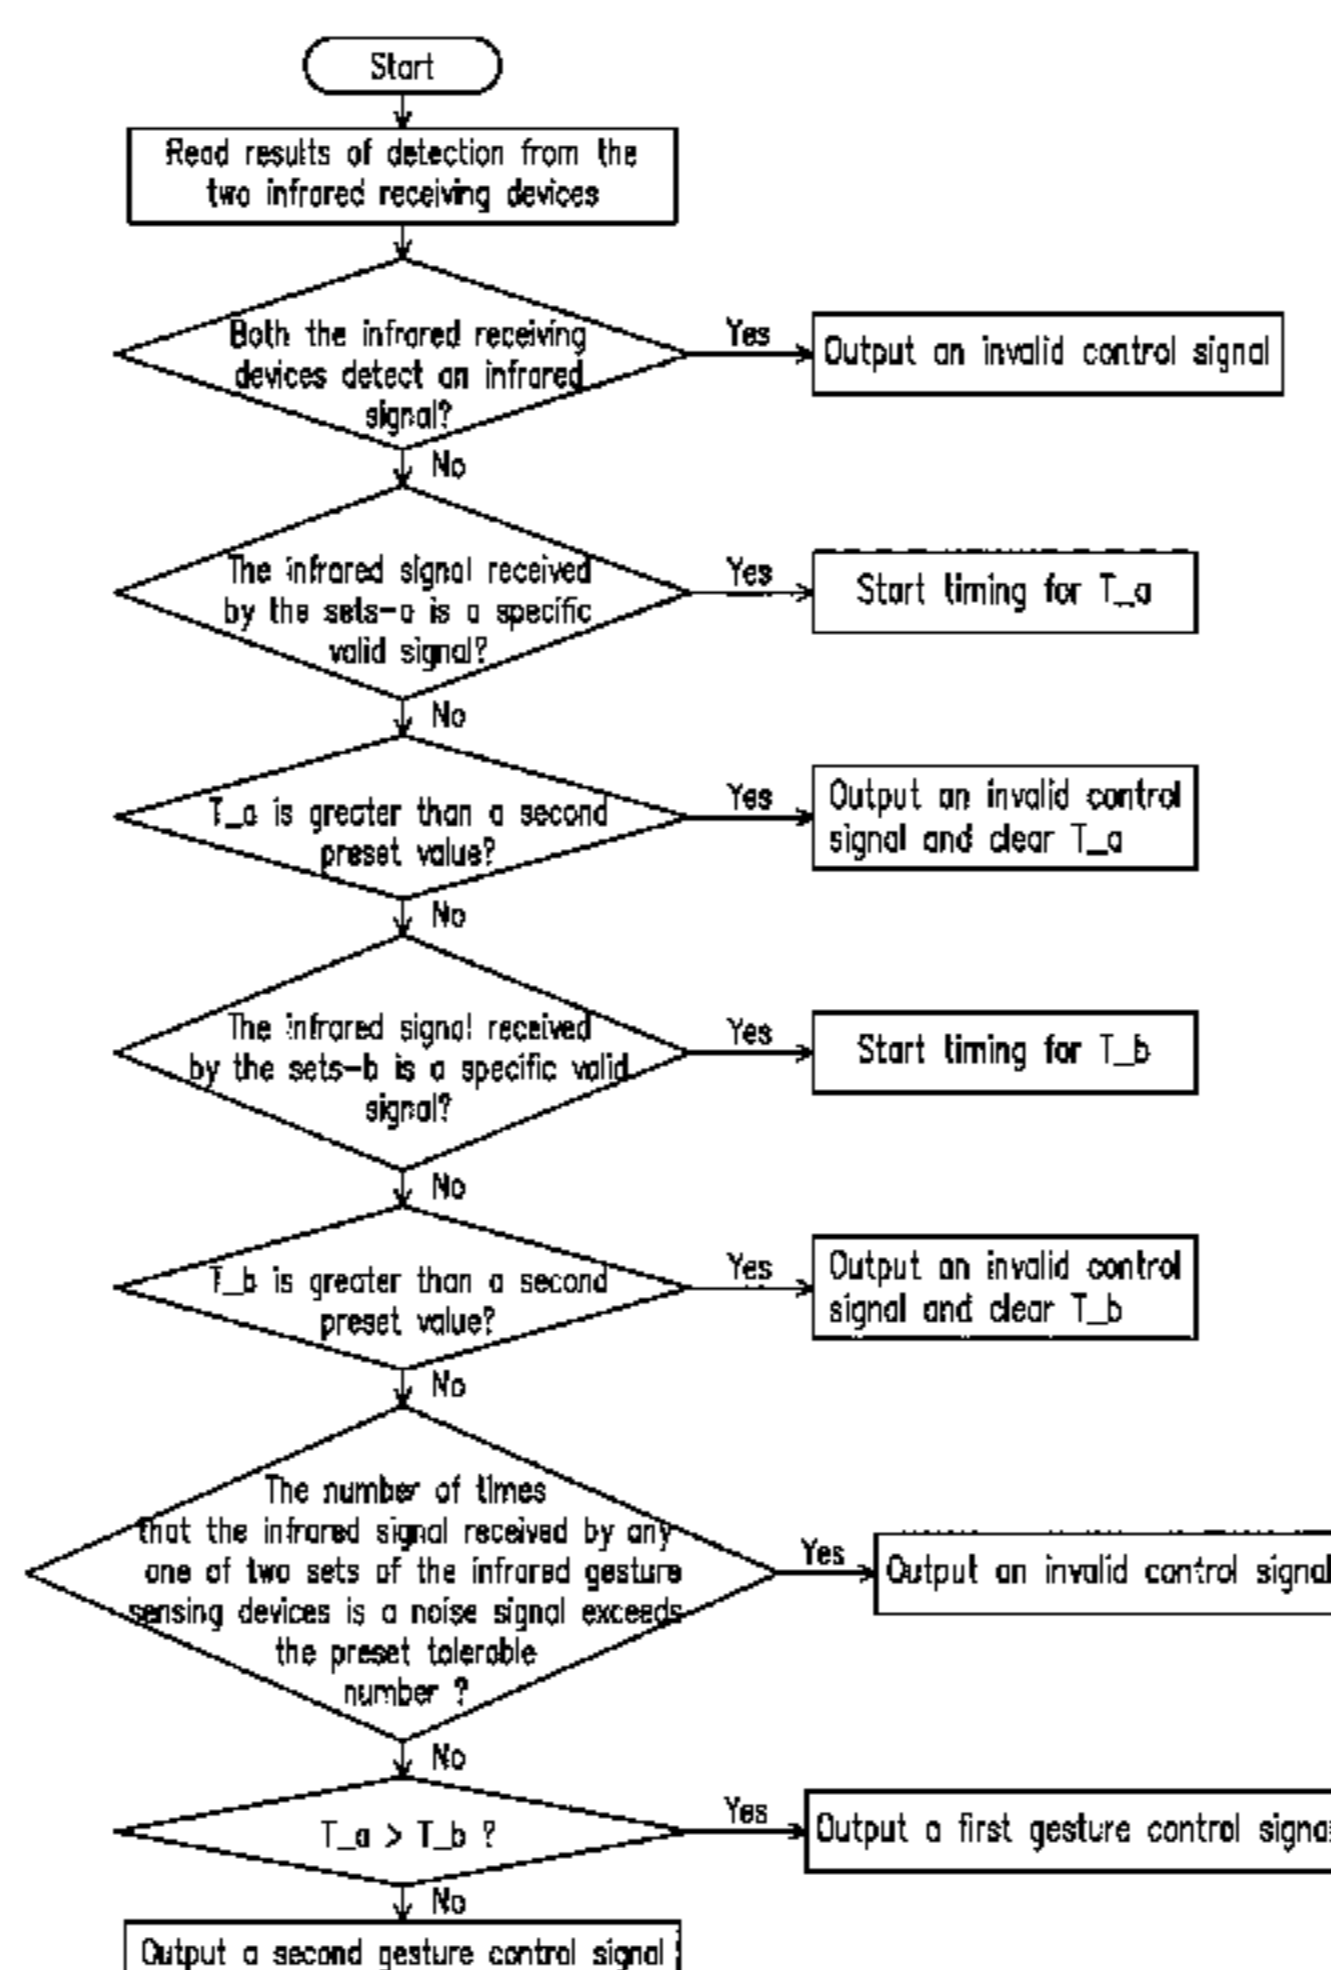 Start
Read results of detection from the
two infrared receiving devices
Both the infrared receiving
devices detect an infrared
signal?
Yes
Output an invalid control signal
No
The infrared signal received
by the sets-a is a specific
valid signal?
Yes
Start timing for T_a
No
T_a is greater than a second
preset value?
Yes
Output an invalid control
signal and clear T_a
No
The infrared signal received
by the sets-b is a specific valid
signal?
Yes
Start timing for T_b
No
T_b is greater than a second
preset value?
Yes
Output an invalid control
signal and clear T_b
No
The number of times
that the infrared signal received by any
one of two sets of the infrared gesture
sensing devices is a noise signal exceeds
the preset tolerable
number ?
Yes
Output an invalid control signal
No
T_a > T_b ?
Yes
Output a first gesture control signal
No
Output a second gesture control signal